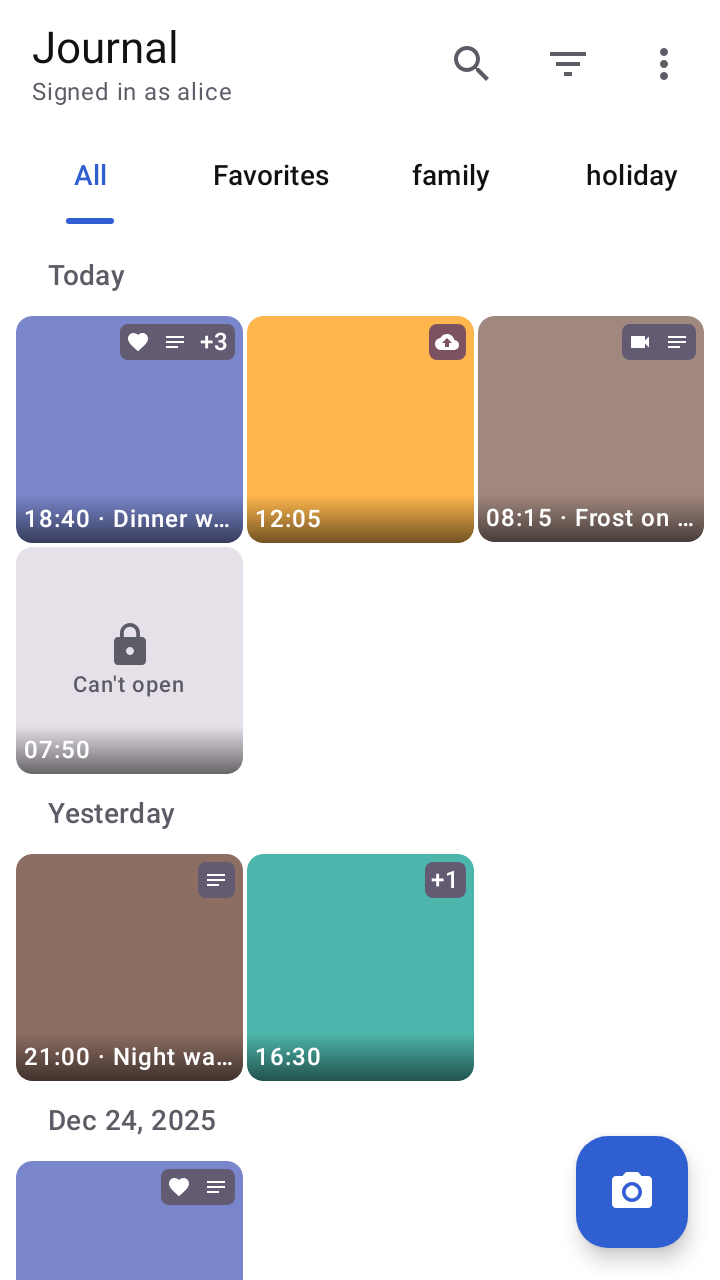 Journal
Signed in as alice
All Favorites family holiday
Today
+3
18:40 · Dinner w…
12:05
08:15 · Frost on …
Can't open
07:50
Yesterday
21:00 · Night wa…
+1
16:30
Dec 24, 2025